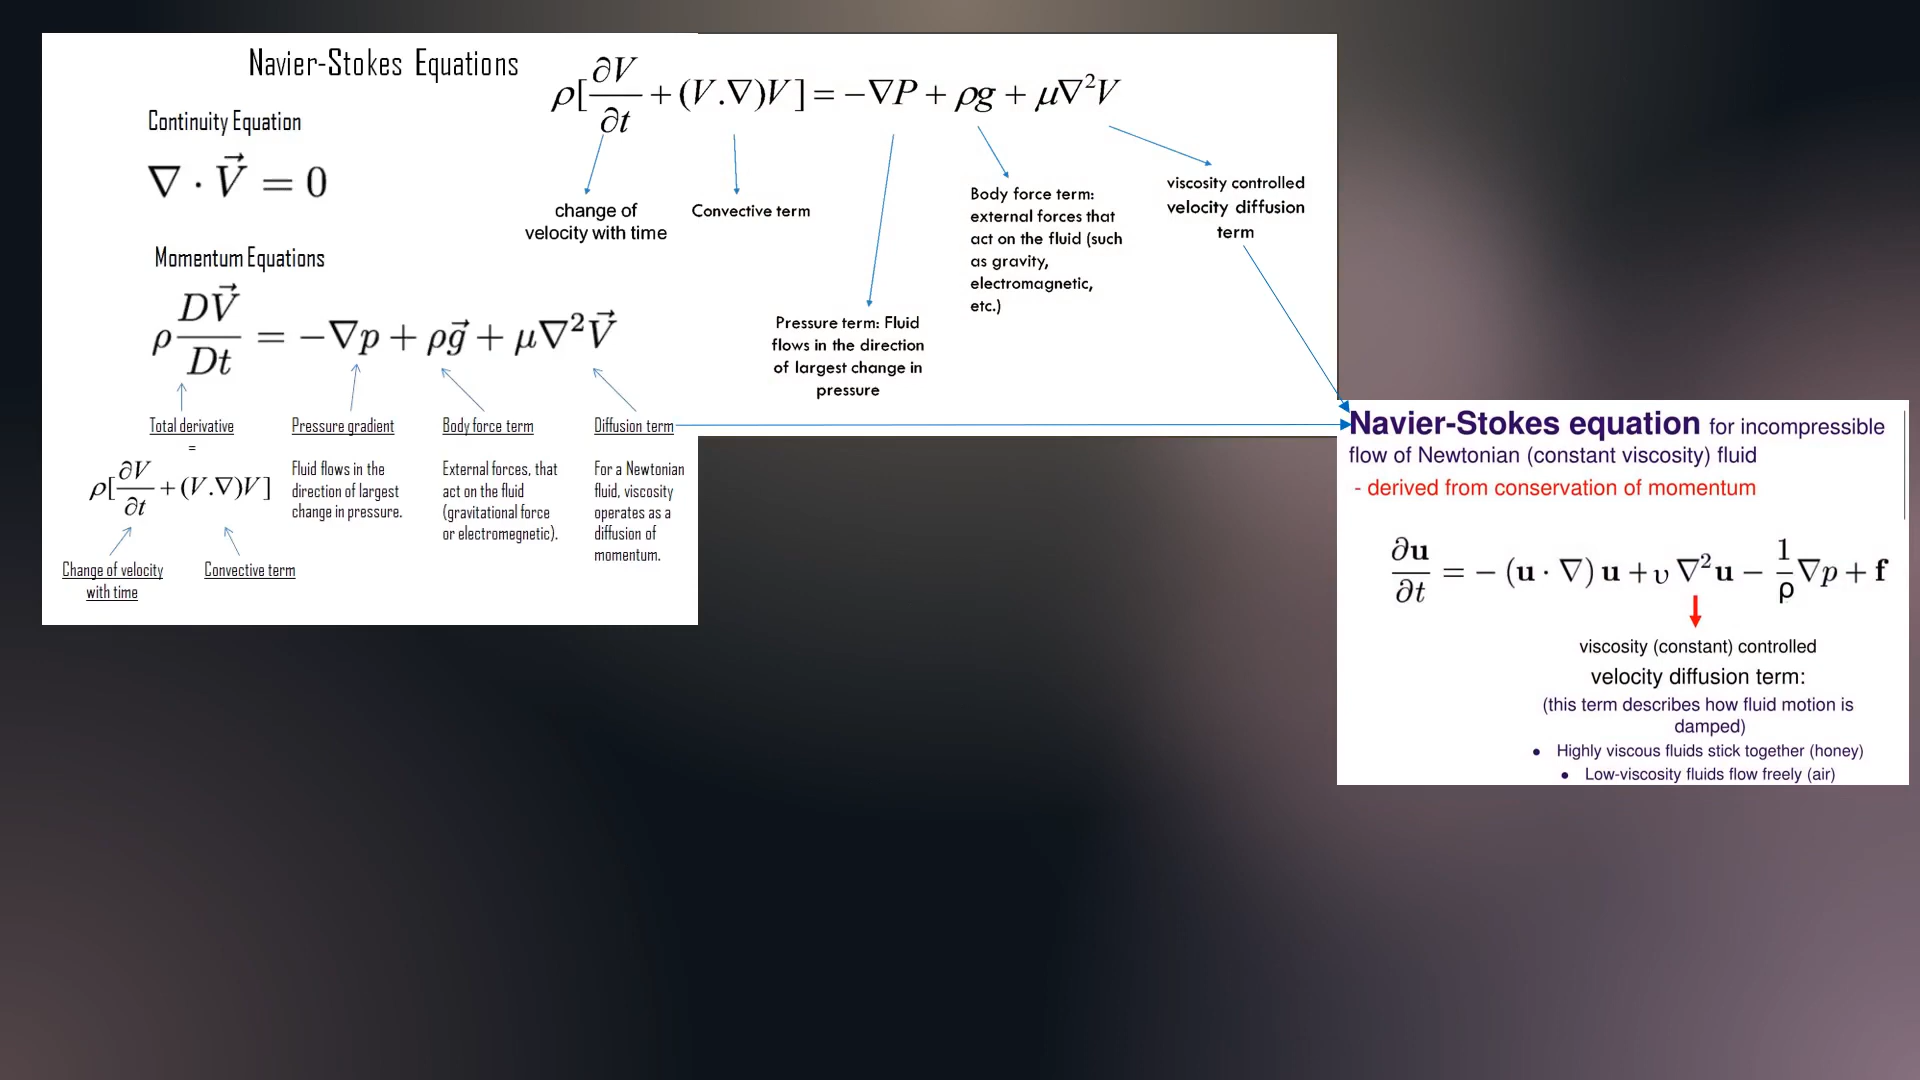 Navier-Stokes Equations
Continuity Equation
∇ · V⃗ = 0
Momentum Equations
ρ DV⃗/Dt = −∇p + ρg⃗ + μ∇²V⃗
Total derivative
=
ρ[∂V/∂t + (V.∇)V]
Change of velocity
with time
Convective term
Pressure gradient
Fluid flows in the
direction of largest
change in pressure.
Body force term
External forces, that
act on the fluid
(gravitational force
or electromegnetic).
Diffusion term
For a Newtonian
fluid, viscosity
operates as a
diffusion of
momentum.
ρ[∂V/∂t + (V.∇)V] = −∇P + ρg + μ∇²V
change of
velocity with time
Convective term
Pressure term: Fluid
flows in the direction
of largest change in
pressure
Body force term:
external forces that
act on the fluid (such
as gravity,
electromagnetic,
etc.)
viscosity controlled
velocity diffusion
term
Navier-Stokes equation for incompressible
flow of Newtonian (constant viscosity) fluid
- derived from conservation of momentum
∂u/∂t = − (u · ∇) u + υ ∇²u − 1/ρ ∇p + f
viscosity (constant) controlled
velocity diffusion term:
(this term describes how fluid motion is
damped)
• Highly viscous fluids stick together (honey)
• Low-viscosity fluids flow freely (air)